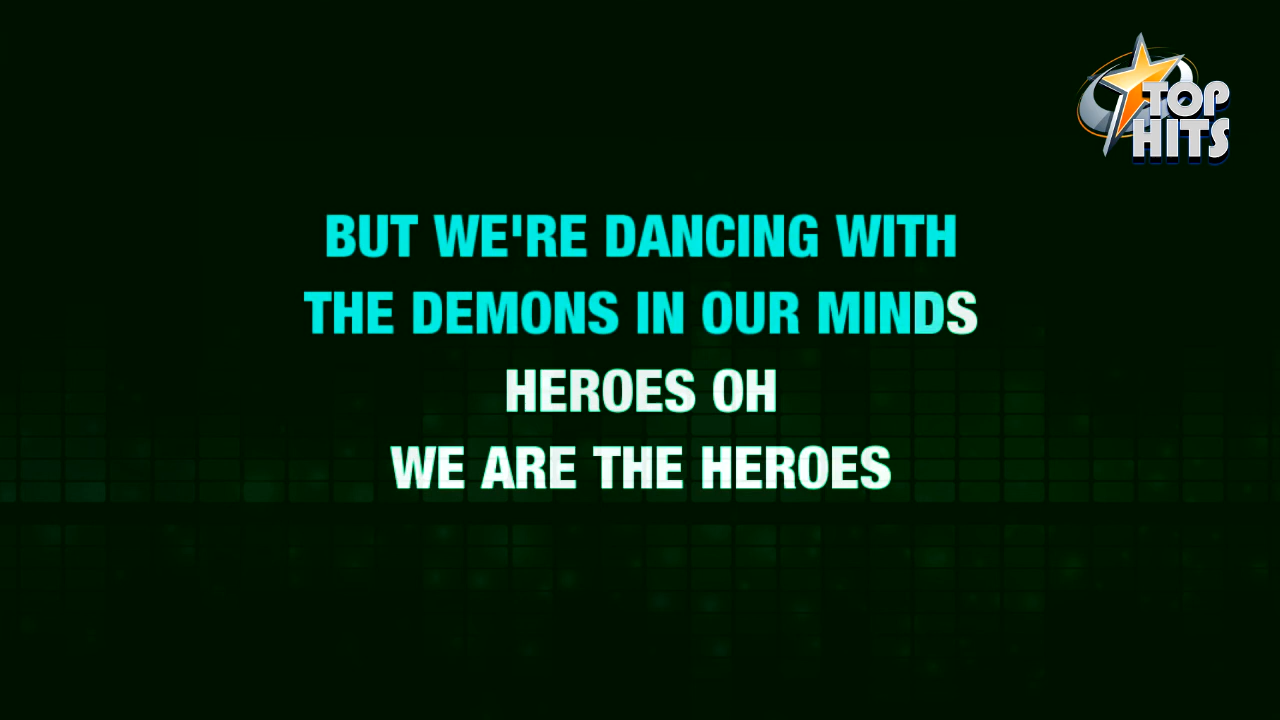 TOP
HITS
BUT WE'RE DANCING WITH
THE DEMONS IN OUR MINDS
HEROES OH
WE ARE THE HEROES